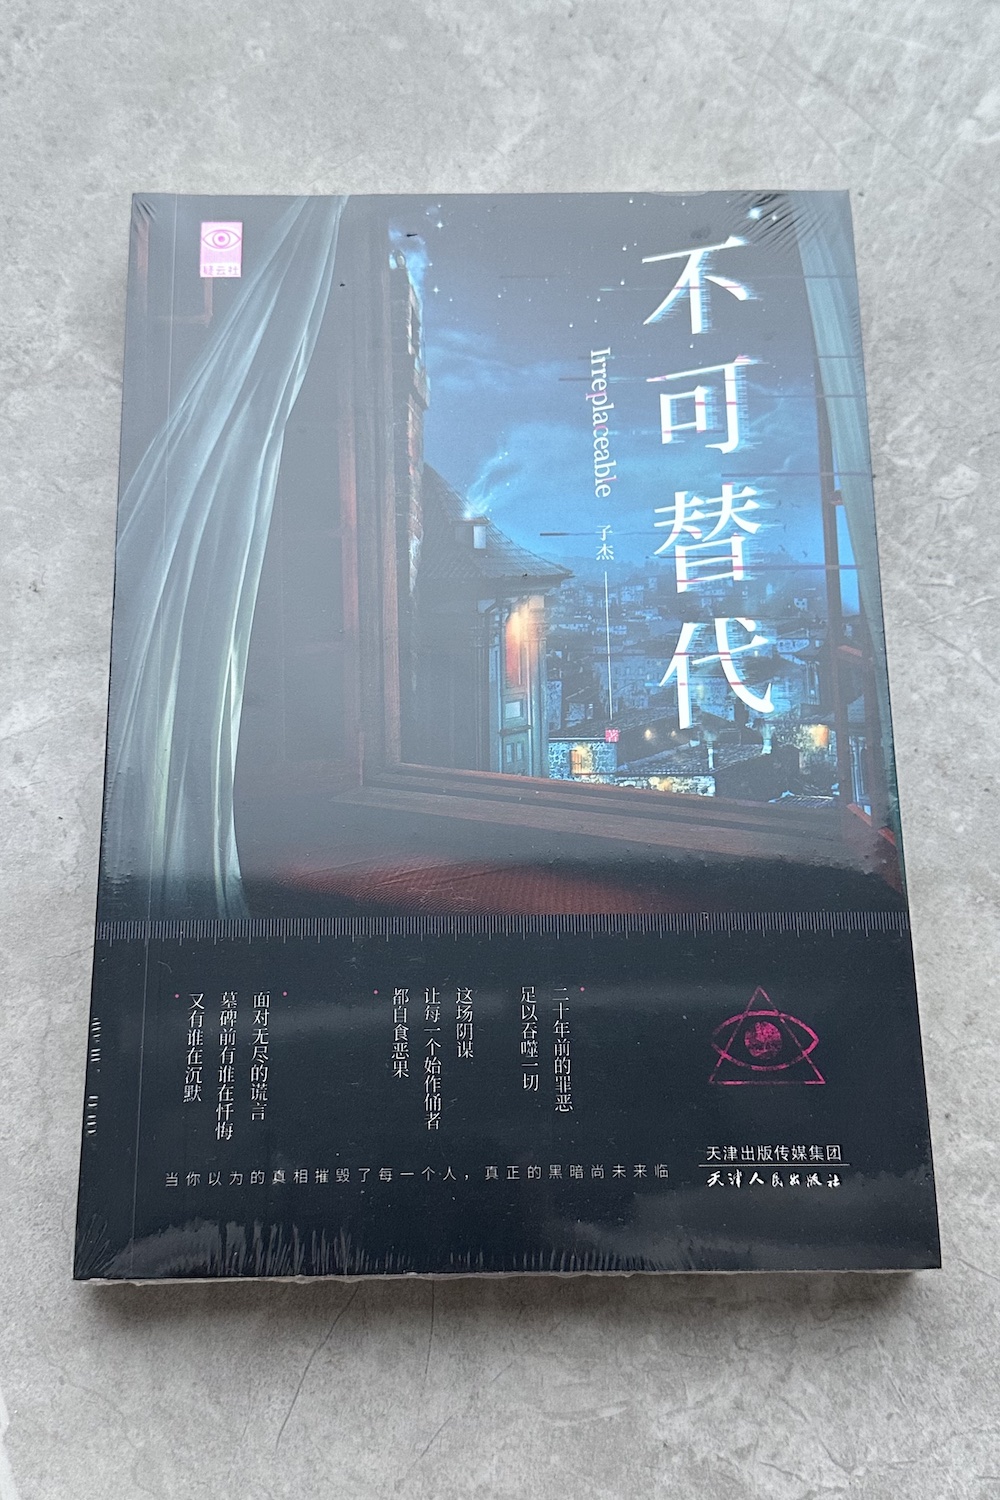 不可替代
Irreplaceable
子杰
著
二十年前的罪恶
足以吞噬一切
这场阴谋
让每一个始作俑者
都自食恶果
面对无尽的谎言
墓碑前有谁在忏悔
又有谁在沉默
当你以为的真相摧毁了每一个人，真正的黑暗尚未来临
天津出版传媒集团
天津人民出版社